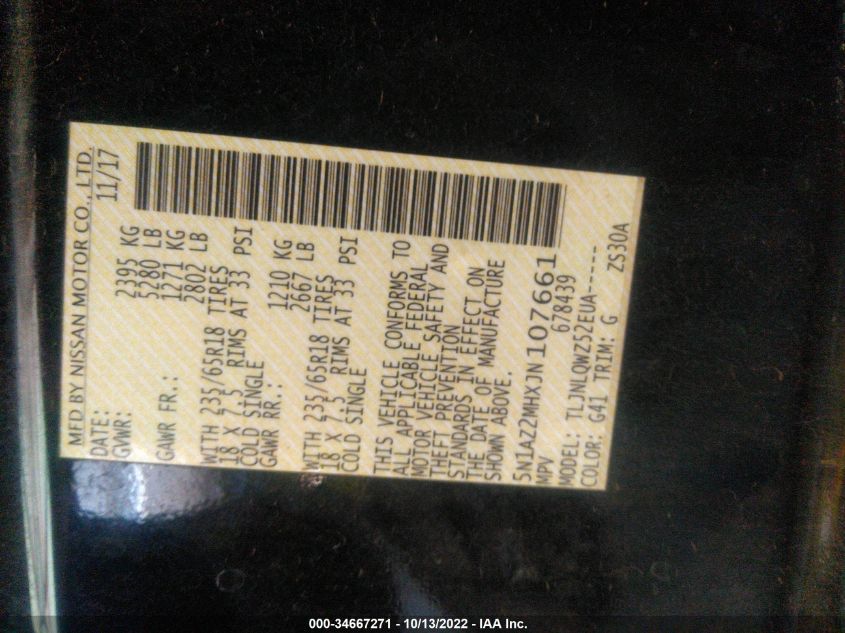 MFD BY NISSAN MOTOR CO., LTD.
DATE: 11/17
GVWR: 2395 KG
5280 LB
GAWR FR.: 1271 KG
2802 LB
WITH 235/65R18 TIRES
18 X 7.5 RIMS AT 33 PSI
COLD SINGLE
GAWR RR.: 1210 KG
2667 LB
WITH 235/65R18 TIRES
18 X 7.5 RIMS AT 33 PSI
COLD SINGLE
THIS VEHICLE CONFORMS TO
ALL APPLICABLE FEDERAL
MOTOR VEHICLE SAFETY AND
THEFT PREVENTION
STANDARDS IN EFFECT ON
THE DATE OF MANUFACTURE
SHOWN ABOVE.
5N1AZ2MHXJN107661
MPV 678439
MODEL: TLJNLQWZ52EUA-----
COLOR: G41 TRIM: G ZS30A
000-34667271 - 10/13/2022 - IAA Inc.